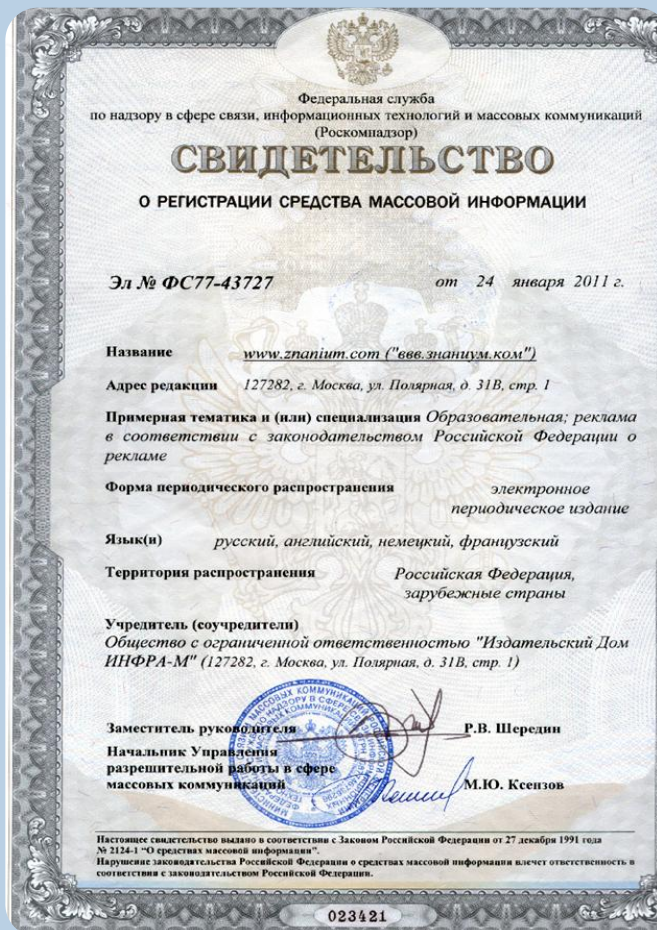 Федеральная служба
по надзору в сфере связи, информационных технологий и массовых коммуникаций
(Роскомнадзор)
СВИДЕТЕЛЬСТВО
О РЕГИСТРАЦИИ СРЕДСТВА МАССОВОЙ ИНФОРМАЦИИ
Эл № ФС77-43727 от 24 января 2011 г.
Название www.znanium.com ("ввв.знаниум.ком")
Адрес редакции 127282, г. Москва, ул. Полярная, д. 31В, стр. 1
Примерная тематика и (или) специализация Образовательная; реклама
в соответствии с законодательством Российской Федерации о
рекламе
Форма периодического распространения электронное
периодическое издание
Язык(и) русский, английский, немецкий, французский
Территория распространения Российская Федерация,
зарубежные страны
Учредитель (соучредители)
Общество с ограниченной ответственностью "Издательский Дом
ИНФРА-М" (127282, г. Москва, ул. Полярная, д. 31В, стр. 1)
Заместитель руководителя Р.В. Шередин
Начальник Управления
разрешительной работы в сфере
массовых коммуникаций М.Ю. Ксензов
Настоящее свидетельство выдано в соответствии с Законом Российской Федерации от 27 декабря 1991 года
№ 2124-1 "О средствах массовой информации".
Нарушение законодательства Российской Федерации о средствах массовой информации влечет ответственность в
соответствии с законодательством Российской Федерации.
023421